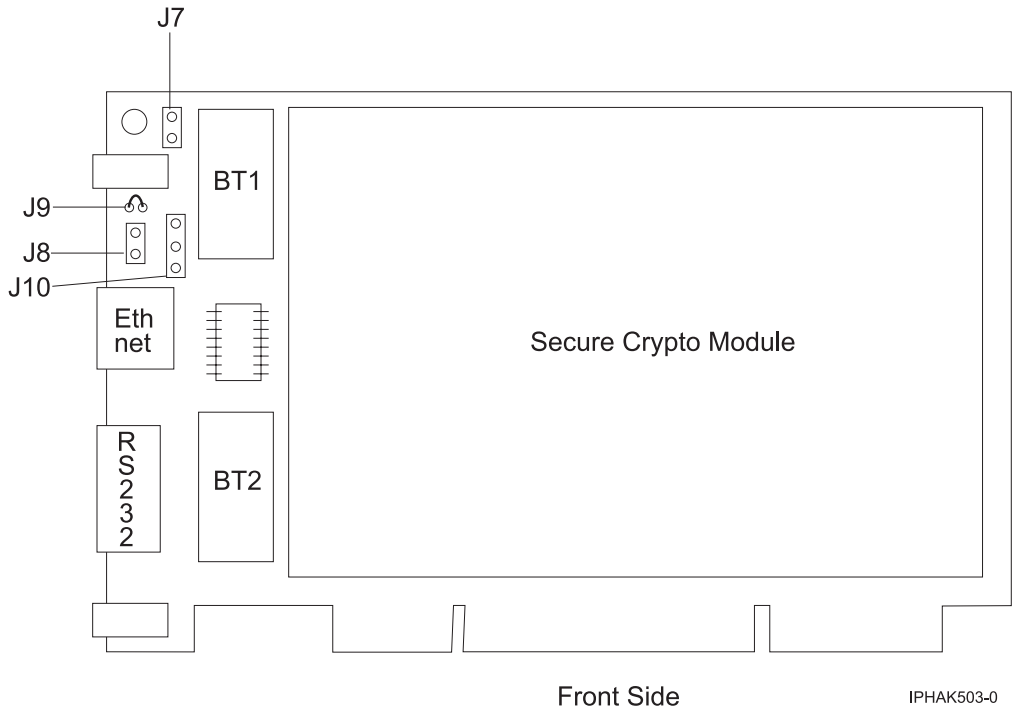 J7
BT1
J9
J8
J10
Eth
net
Secure Crypto Module
R
S
2
3
2
BT2
Front Side
IPHAK503-0